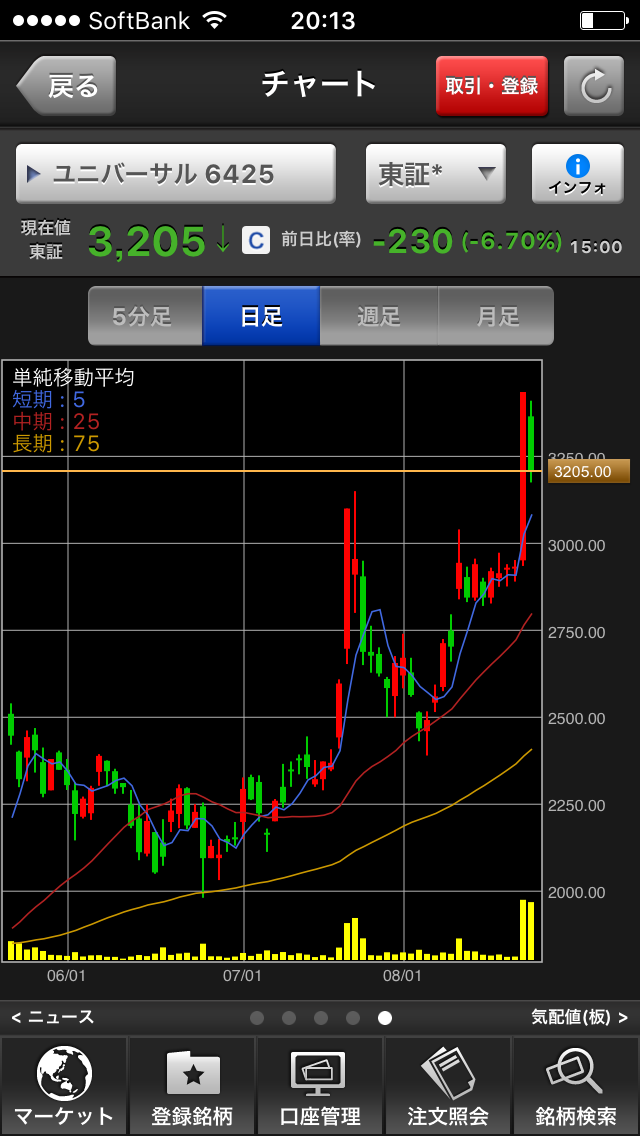 SoftBank 20:13
戻る チャート 取引・登録
ユニバーサル 6425 東証* インフォ
現在値 東証 3,205↓ C 前日比(率) -230 (-6.70%) 15:00
5分足 日足 週足 月足
単純移動平均
短期:5
中期:25
長期:75
3250.00
3205.00
3000.00
2750.00
2500.00
2250.00
2000.00
06/01 07/01 08/01
< ニュース 気配値(板) >
マーケット 登録銘柄 口座管理 注文照会 銘柄検索